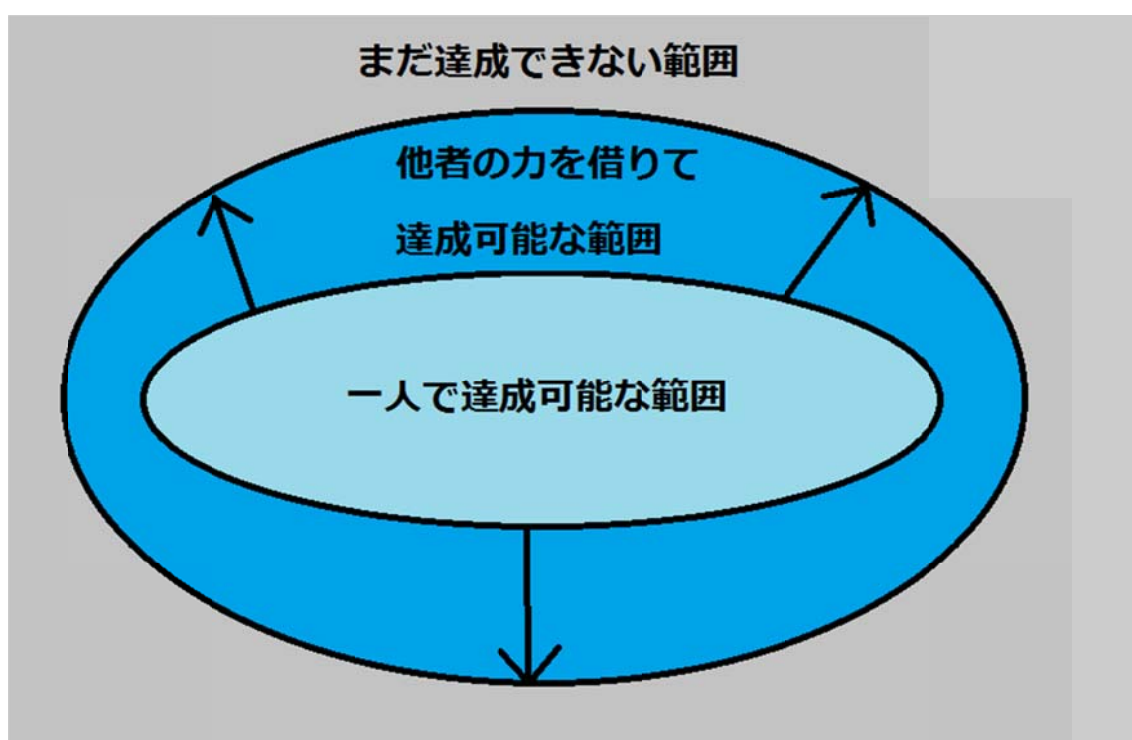 まだ達成できない範囲
他者の力を借りて
達成可能な範囲
一人で達成可能な範囲